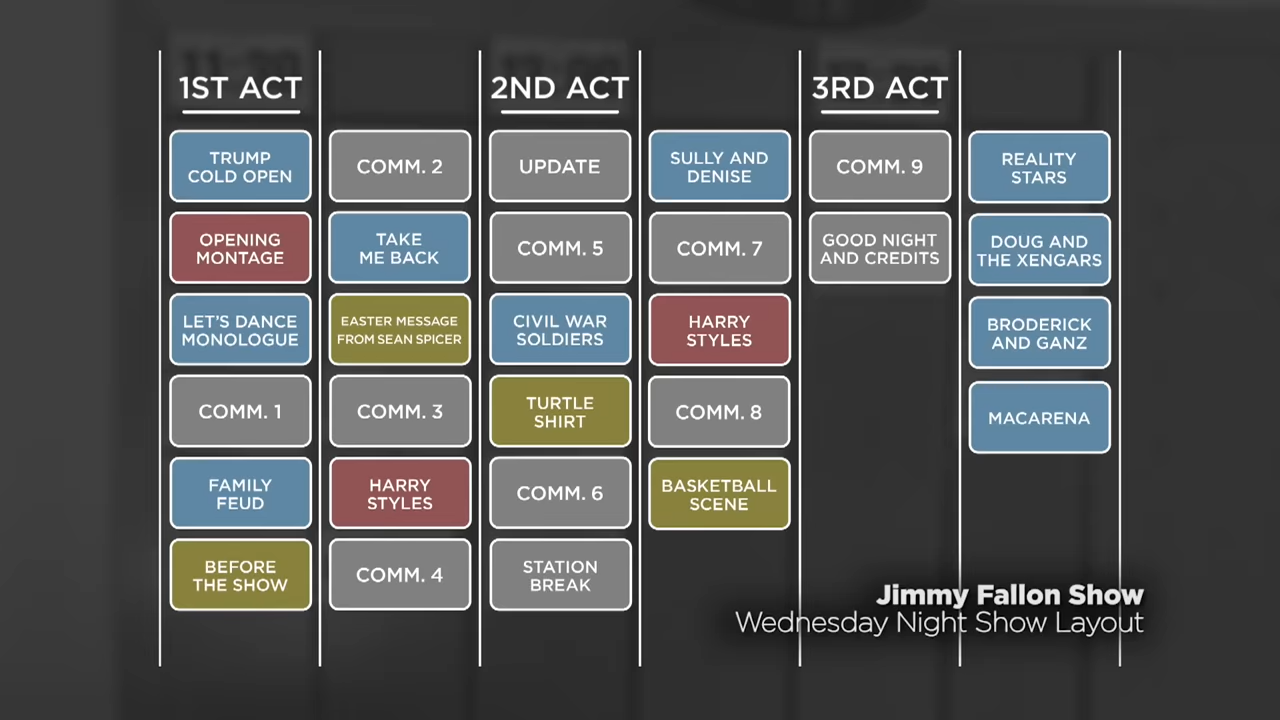 1ST ACT
2ND ACT
3RD ACT
TRUMP
COLD OPEN
OPENING
MONTAGE
LET'S DANCE
MONOLOGUE
COMM. 1
FAMILY
FEUD
BEFORE
THE SHOW
COMM. 2
TAKE
ME BACK
EASTER MESSAGE
FROM SEAN SPICER
COMM. 3
HARRY
STYLES
COMM. 4
UPDATE
COMM. 5
CIVIL WAR
SOLDIERS
TURTLE
SHIRT
COMM. 6
STATION
BREAK
SULLY AND
DENISE
COMM. 7
HARRY
STYLES
COMM. 8
BASKETBALL
SCENE
COMM. 9
GOOD NIGHT
AND CREDITS
REALITY
STARS
DOUG AND
THE XENGARS
BRODERICK
AND GANZ
MACARENA
Jimmy Fallon Show
Wednesday Night Show Layout